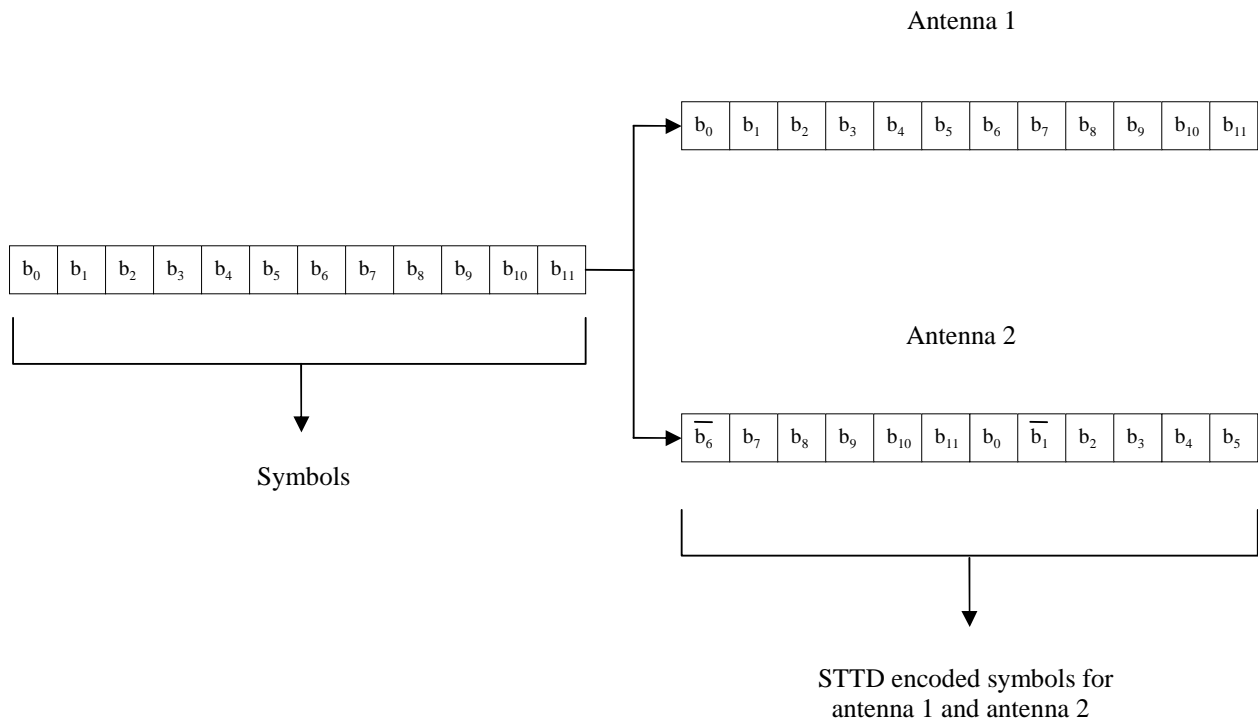 Antenna 1
b₀ b₁ b₂ b₃ b₄ b₅ b₆ b₇ b₈ b₉ b₁₀ b₁₁
b₀ b₁ b₂ b₃ b₄ b₅ b₆ b₇ b₈ b₉ b₁₀ b₁₁
Antenna 2
b̅₆ b₇ b₈ b₉ b₁₀ b₁₁ b₀ b̅₁ b₂ b₃ b₄ b₅
Symbols
STTD encoded symbols for
antenna 1 and antenna 2